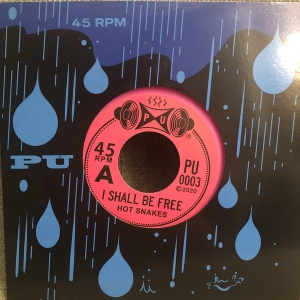 45 RPM
PU
PU
®
45
RPM
A
PU
0003
©2020
I SHALL BE FREE
HOT SNAKES